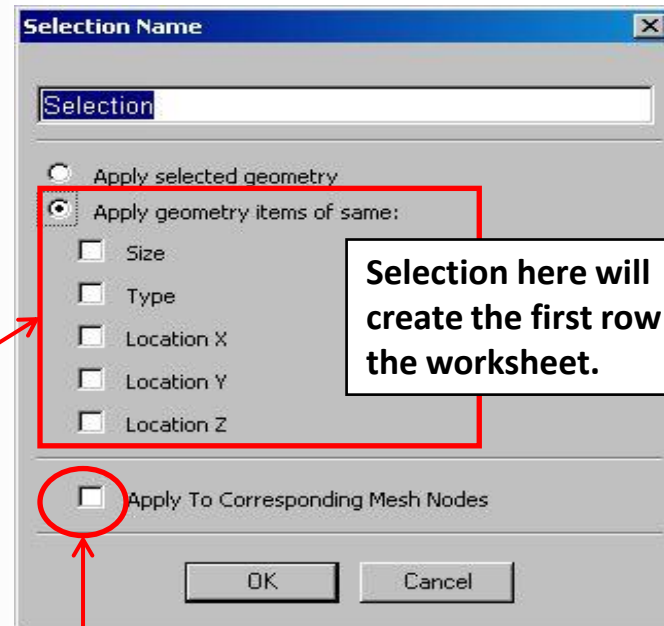 Selection Name
Selection
Apply selected geometry
Apply geometry items of same:
Size
Type
Location X
Location Y
Location Z
Selection here will
create the first row
the worksheet.
Apply To Corresponding Mesh Nodes
OK
Cancel